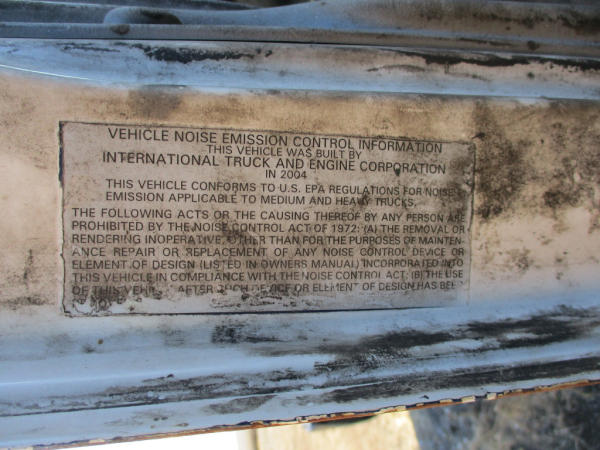 VEHICLE NOISE EMISSION CONTROL INFORMATION
THIS VEHICLE WAS BUILT BY
INTERNATIONAL TRUCK AND ENGINE CORPORATION
IN 2004
THIS VEHICLE CONFORMS TO U.S. EPA REGULATIONS FOR NOISE
EMISSION APPLICABLE TO MEDIUM AND HEAVY TRUCKS.
THE FOLLOWING ACTS OR THE CAUSING THEREOF BY ANY PERSON ARE
PROHIBITED BY THE NOISE CONTROL ACT OF 1972: (A) THE REMOVAL OR
RENDERING INOPERATIVE, OTHER THAN FOR THE PURPOSES OF MAINTEN-
ANCE REPAIR OR REPLACEMENT OF ANY NOISE CONTROL DEVICE OR
ELEMENT OF DESIGN (LISTED IN OWNERS MANUAL) INCORPORATED INTO
THIS VEHICLE IN COMPLIANCE WITH THE NOISE CONTROL ACT: (B) THE USE
OF THIS AFTER SUCH DEVICE OR ELEMENT OF DESIGN HAS